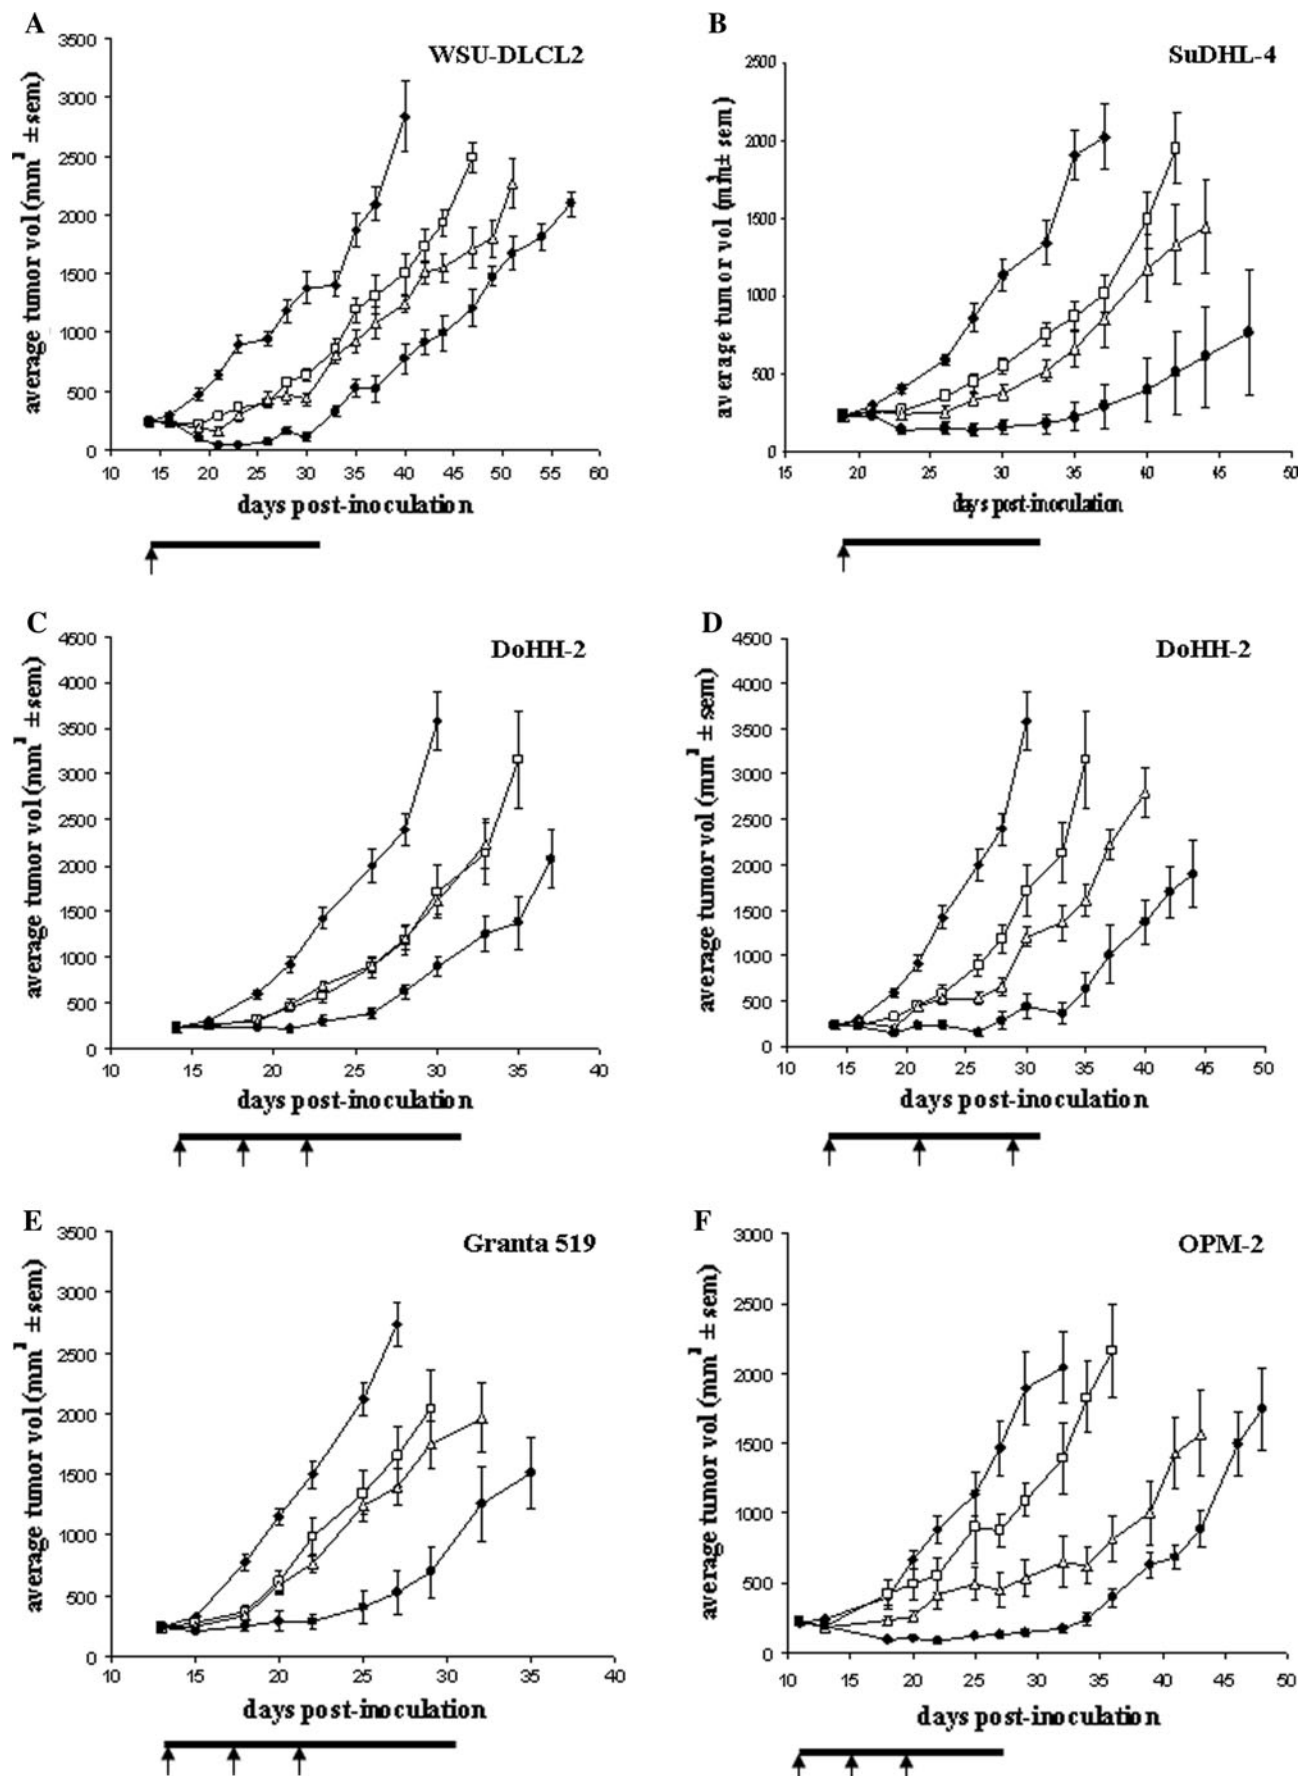 A
WSU-DLCL2
average tumor vol (mm³ ± sem)
3500
3000
2500
2000
1500
1000
500
0
10 15 20 25 30 35 40 45 50 55 60
days post-inoculation
B
SuDHL-4
average tumor vol (mm³ ± sem)
2500
2000
1500
1000
500
0
15 20 25 30 35 40 45 50
days post-inoculation
C
DoHH-2
average tumor vol (mm³ ± sem)
4500
4000
3500
3000
2500
2000
1500
1000
500
0
10 15 20 25 30 35 40
days post-inoculation
D
DoHH-2
average tumor vol (mm³ ± sem)
4500
4000
3500
3000
2500
2000
1500
1000
500
0
10 15 20 25 30 35 40 45 50
days post-inoculation
E
Granta 519
average tumor vol (mm³ ± sem)
3500
3000
2500
2000
1500
1000
500
0
10 15 20 25 30 35 40
days post-inoculation
F
OPM-2
average tumor vol (mm³ ± sem)
3000
2500
2000
1500
1000
500
0
10 15 20 25 30 35 40 45 50
days post-inoculation